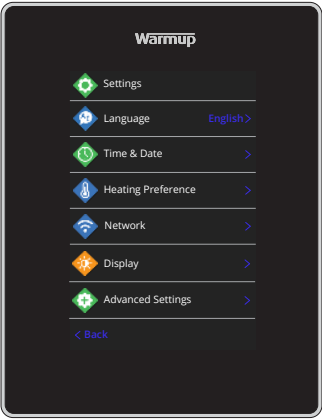 Warmup
Settings
Language English >
Time & Date >
Heating Preference >
Network >
Display >
Advanced Settings >
< Back